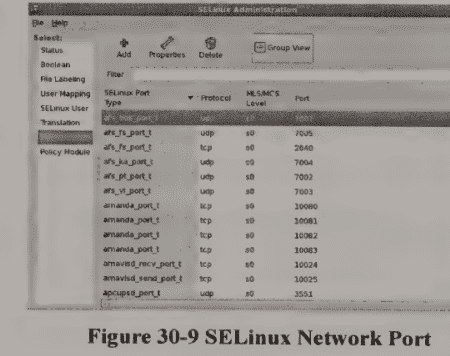 SELinux Administration
File Help
Select:
Status
Boolean
File Labeling
User Mapping
SELinux User
Translation
Policy Module
Add Properties Delete Group View
Filter
SELinux Port Type Protocol MLS/MCS Level Port
afs_fs_port_t udp s0 7005
afs_fs_port_t tcp s0 2040
afs_ka_port_t udp s0 7004
afs_pt_port_t udp s0 7002
afs_vl_port_t udp s0 7003
amanda_port_t tcp s0 10080
amanda_port_t tcp s0 10081
amanda_port_t tcp s0 10082
amanda_port_t tcp s0 10083
amavisd_recv_port_t tcp s0 10024
amavisd_send_port_t tcp s0 10025
apcupsd_port_t udp s0 3551
Figure 30-9 SELinux Network Port